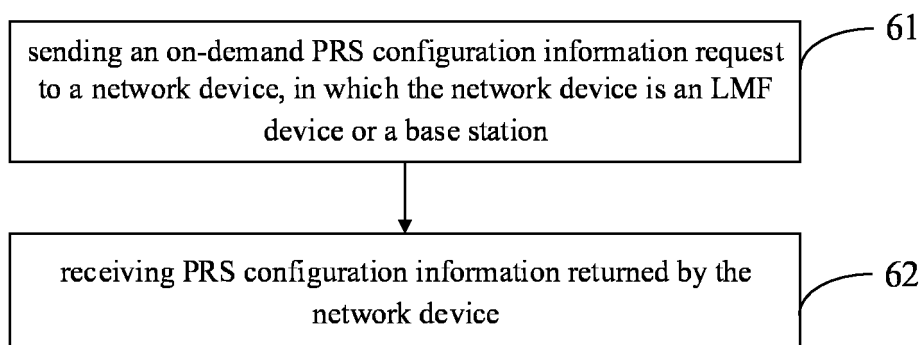 sending an on-demand PRS configuration information request
to a network device, in which the network device is an LMF
device or a base station
61
receiving PRS configuration information returned by the
network device
62